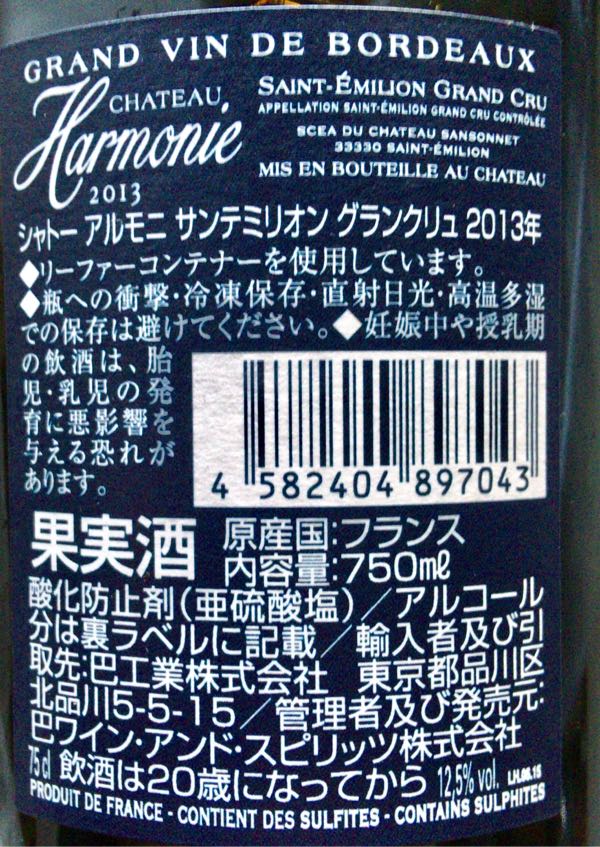 GRAND VIN DE BORDEAUX
CHATEAU
Harmonie
2013
SAINT-ÉMILION GRAND CRU
APPELLATION SAINT-ÉMILION GRAND CRU CONTRÔLÉE
SCEA DU CHATEAU SANSONNET
33330 SAINT-ÉMILION
MIS EN BOUTEILLE AU CHATEAU
シャトー アルモニ サンテミリオン グランクリュ 2013年
◆リーファーコンテナーを使用しています。
◆瓶への衝撃・冷凍保存・直射日光・高温多湿
での保存は避けてください。◆妊娠中や授乳期
の飲酒は、胎
児・乳児の発
育に悪影響を
与える恐れが
あります。
4 582404 897043
果実酒
原産国:フランス
内容量:750mℓ
酸化防止剤(亜硫酸塩)/アルコール
分は裏ラベルに記載/輸入者及び引
取先:巴工業株式会社 東京都品川区
北品川5-5-15/管理者及び発売元:
巴ワイン・アンド・スピリッツ株式会社
75 cl 飲酒は20歳になってから 12,5% vol. LH.06.15
PRODUIT DE FRANCE - CONTIENT DES SULFITES - CONTAINS SULPHITES